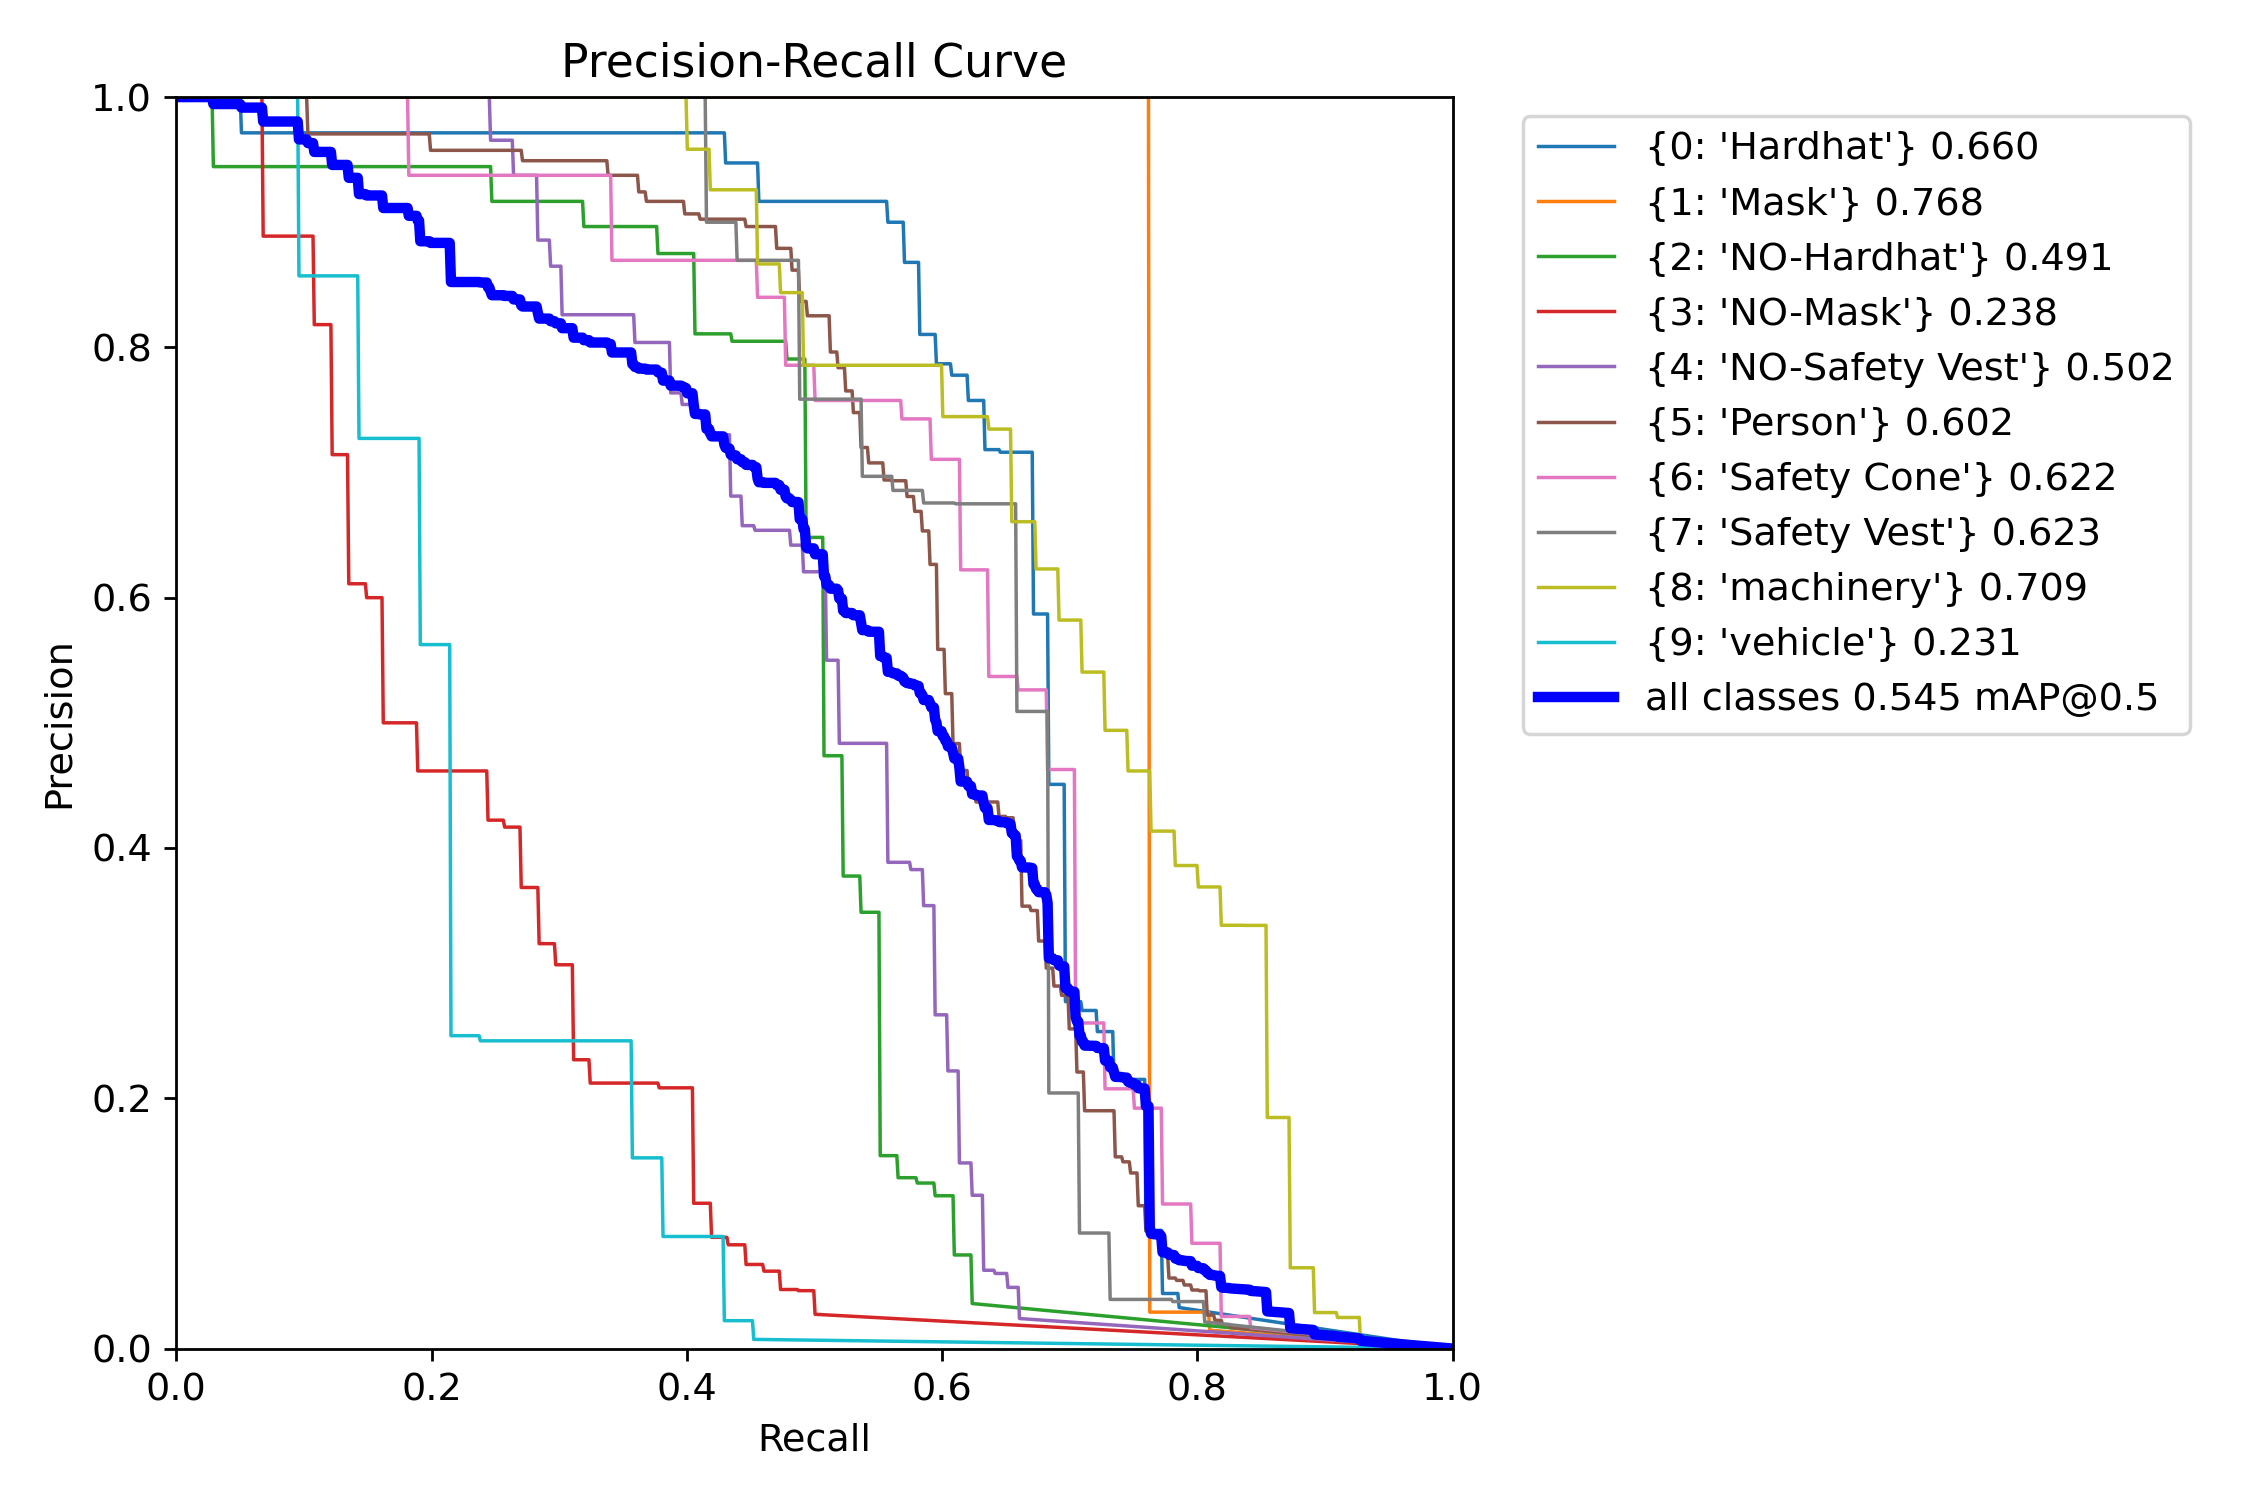 Precision-Recall Curve
1.0
0.8
0.6
0.4
0.2
0.0
Precision
0.0 0.2 0.4 0.6 0.8 1.0
Recall
{0: 'Hardhat'} 0.660
{1: 'Mask'} 0.768
{2: 'NO-Hardhat'} 0.491
{3: 'NO-Mask'} 0.238
{4: 'NO-Safety Vest'} 0.502
{5: 'Person'} 0.602
{6: 'Safety Cone'} 0.622
{7: 'Safety Vest'} 0.623
{8: 'machinery'} 0.709
{9: 'vehicle'} 0.231
all classes 0.545 mAP@0.5